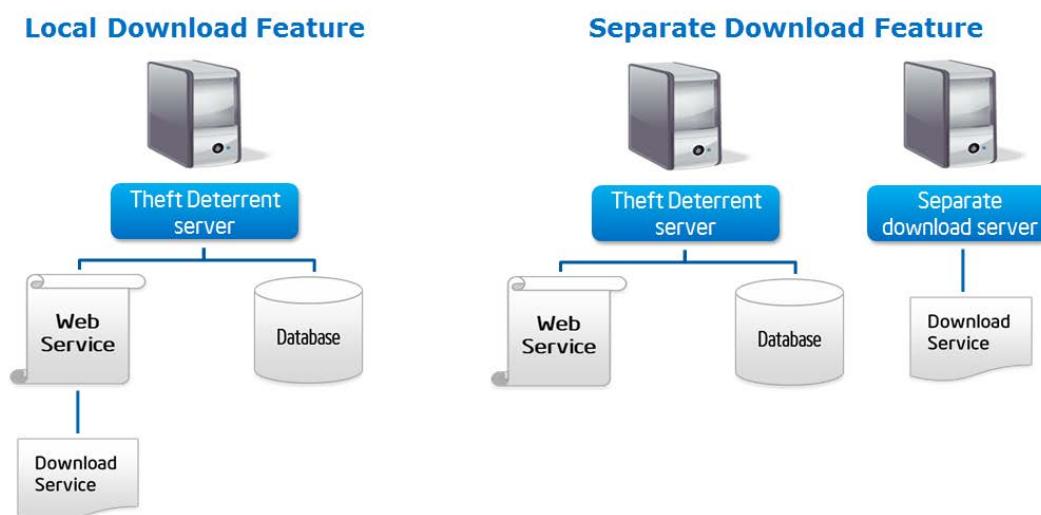 Local Download Feature
Theft Deterrent
server
Web
Service
Database
Download
Service
Separate Download Feature
Theft Deterrent
server
Separate
download server
Web
Service
Database
Download
Service